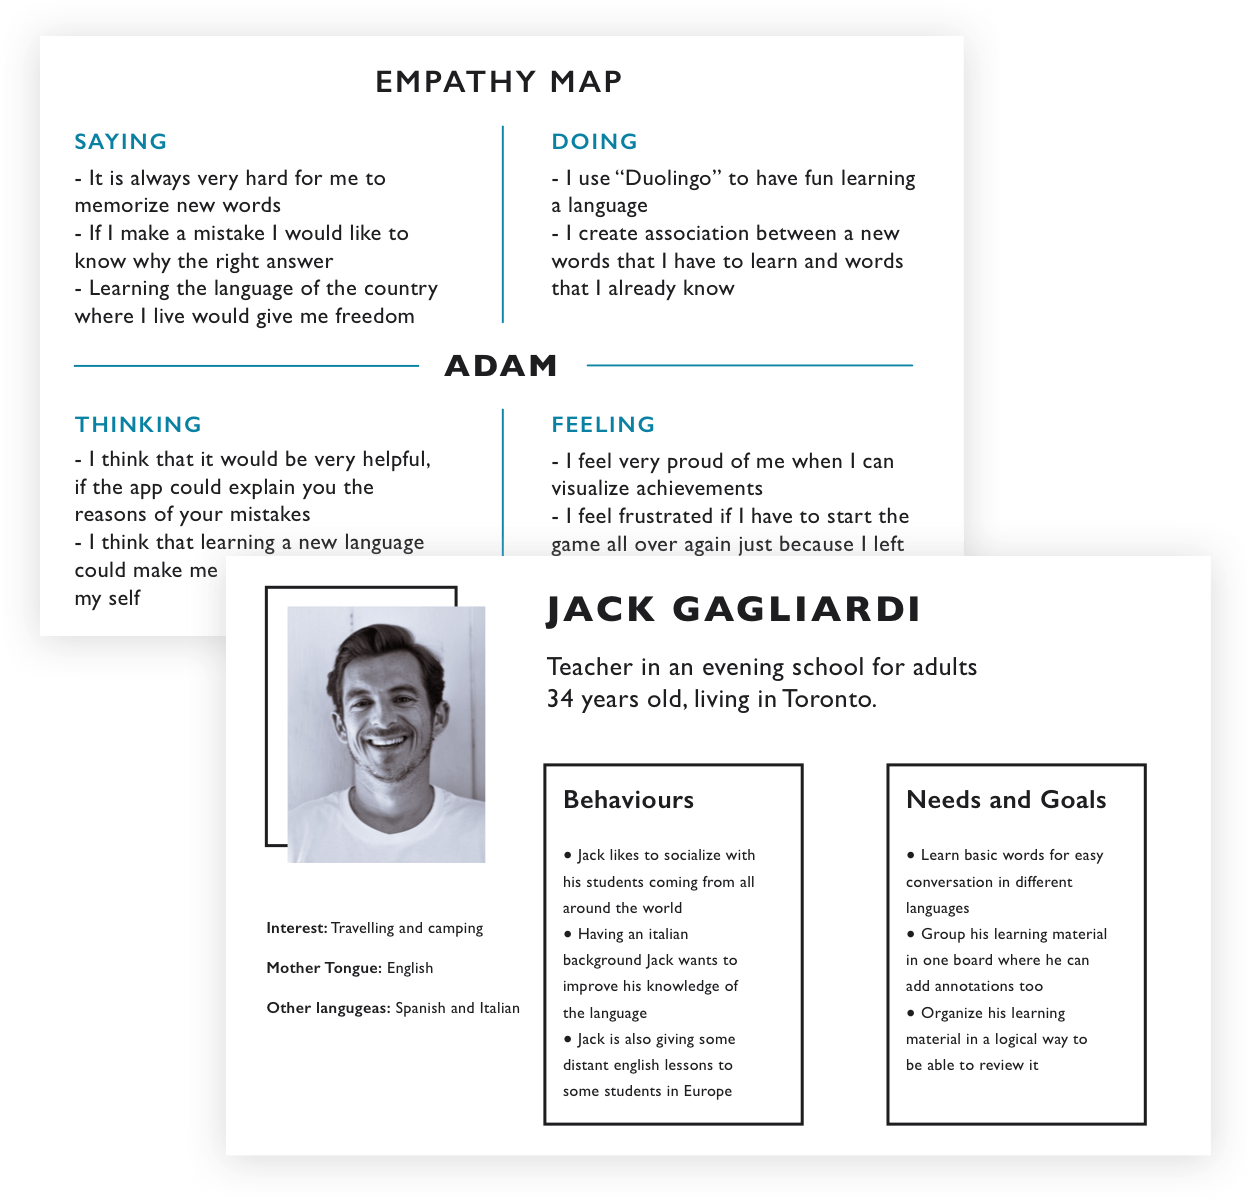 EMPATHY MAP
SAYING
- It is always very hard for me to
memorize new words
- If I make a mistake I would like to
know why the right answer
- Learning the language of the country
where I live would give me freedom
DOING
- I use “Duolingo” to have fun learning
a language
- I create association between a new
words that I have to learn and words
that I already know
ADAM
THINKING
- I think that it would be very helpful,
if the app could explain you the
reasons of your mistakes
- I think that learning a new language
could make me
my self
FEELING
- I feel very proud of me when I can
visualize achievements
- I feel frustrated if I have to start the
game all over again just because I left
JACK GAGLIARDI
Teacher in an evening school for adults
34 years old, living in Toronto.
Interest: Travelling and camping
Mother Tongue: English
Other langugeas: Spanish and Italian
Behaviours
● Jack likes to socialize with
his students coming from all
around the world
● Having an italian
background Jack wants to
improve his knowledge of
the language
● Jack is also giving some
distant english lessons to
some students in Europe
Needs and Goals
● Learn basic words for easy
conversation in different
languages
● Group his learning material
in one board where he can
add annotations too
● Organize his learning
material in a logical way to
be able to review it